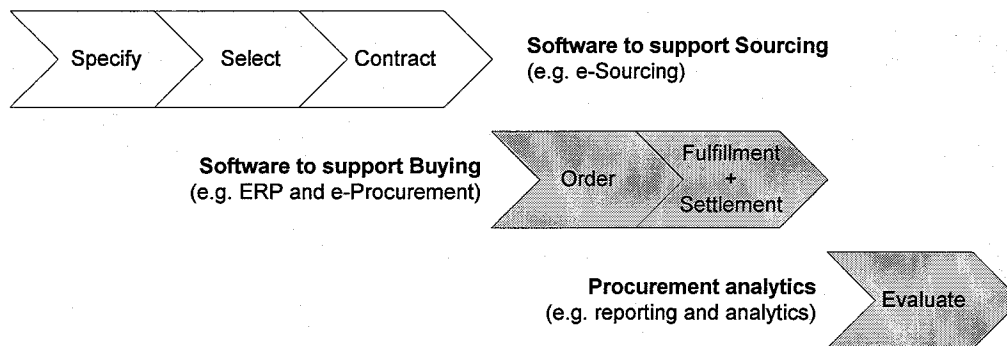 Specify
Select
Contract
Software to support Sourcing
(e.g. e-Sourcing)
Software to support Buying
(e.g. ERP and e-Procurement)
Order
Fulfillment
+
Settlement
Procurement analytics
(e.g. reporting and analytics)
Evaluate